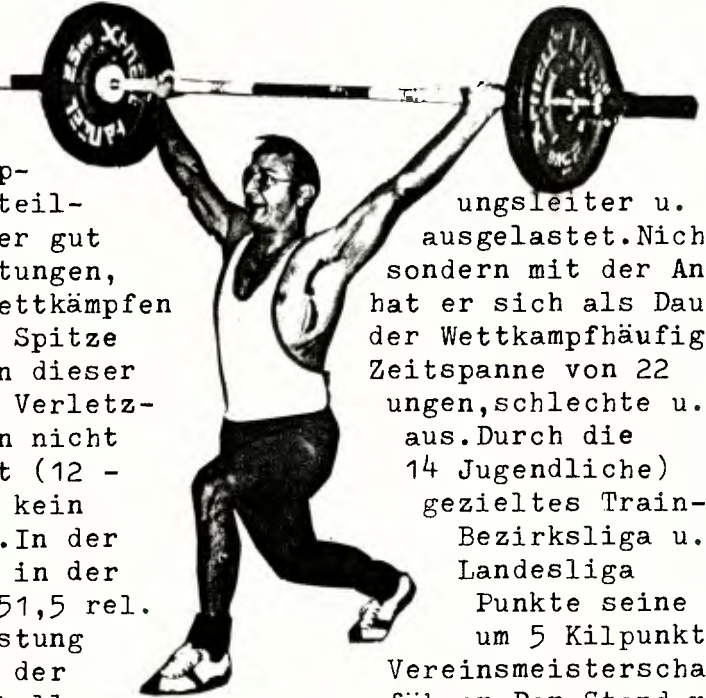 p-
teil- ungsleiter u.
er gut ausgelastet.Nich
tungen, sondern mit der An
ettkämpfen hat er sich als Dau
Spitze der Wettkampfhäufig
n dieser Zeitspanne von 22
Verletz- ungen,schlechte u.
n nicht aus.Durch die
t (12 - 14 Jugendliche)
kein gezieltes Train-
.In der Bezirksliga u.
in der Landesliga
51,5 rel. Punkte seine
stung um 5 Kilpunkt
der Vereinsmeisterscha